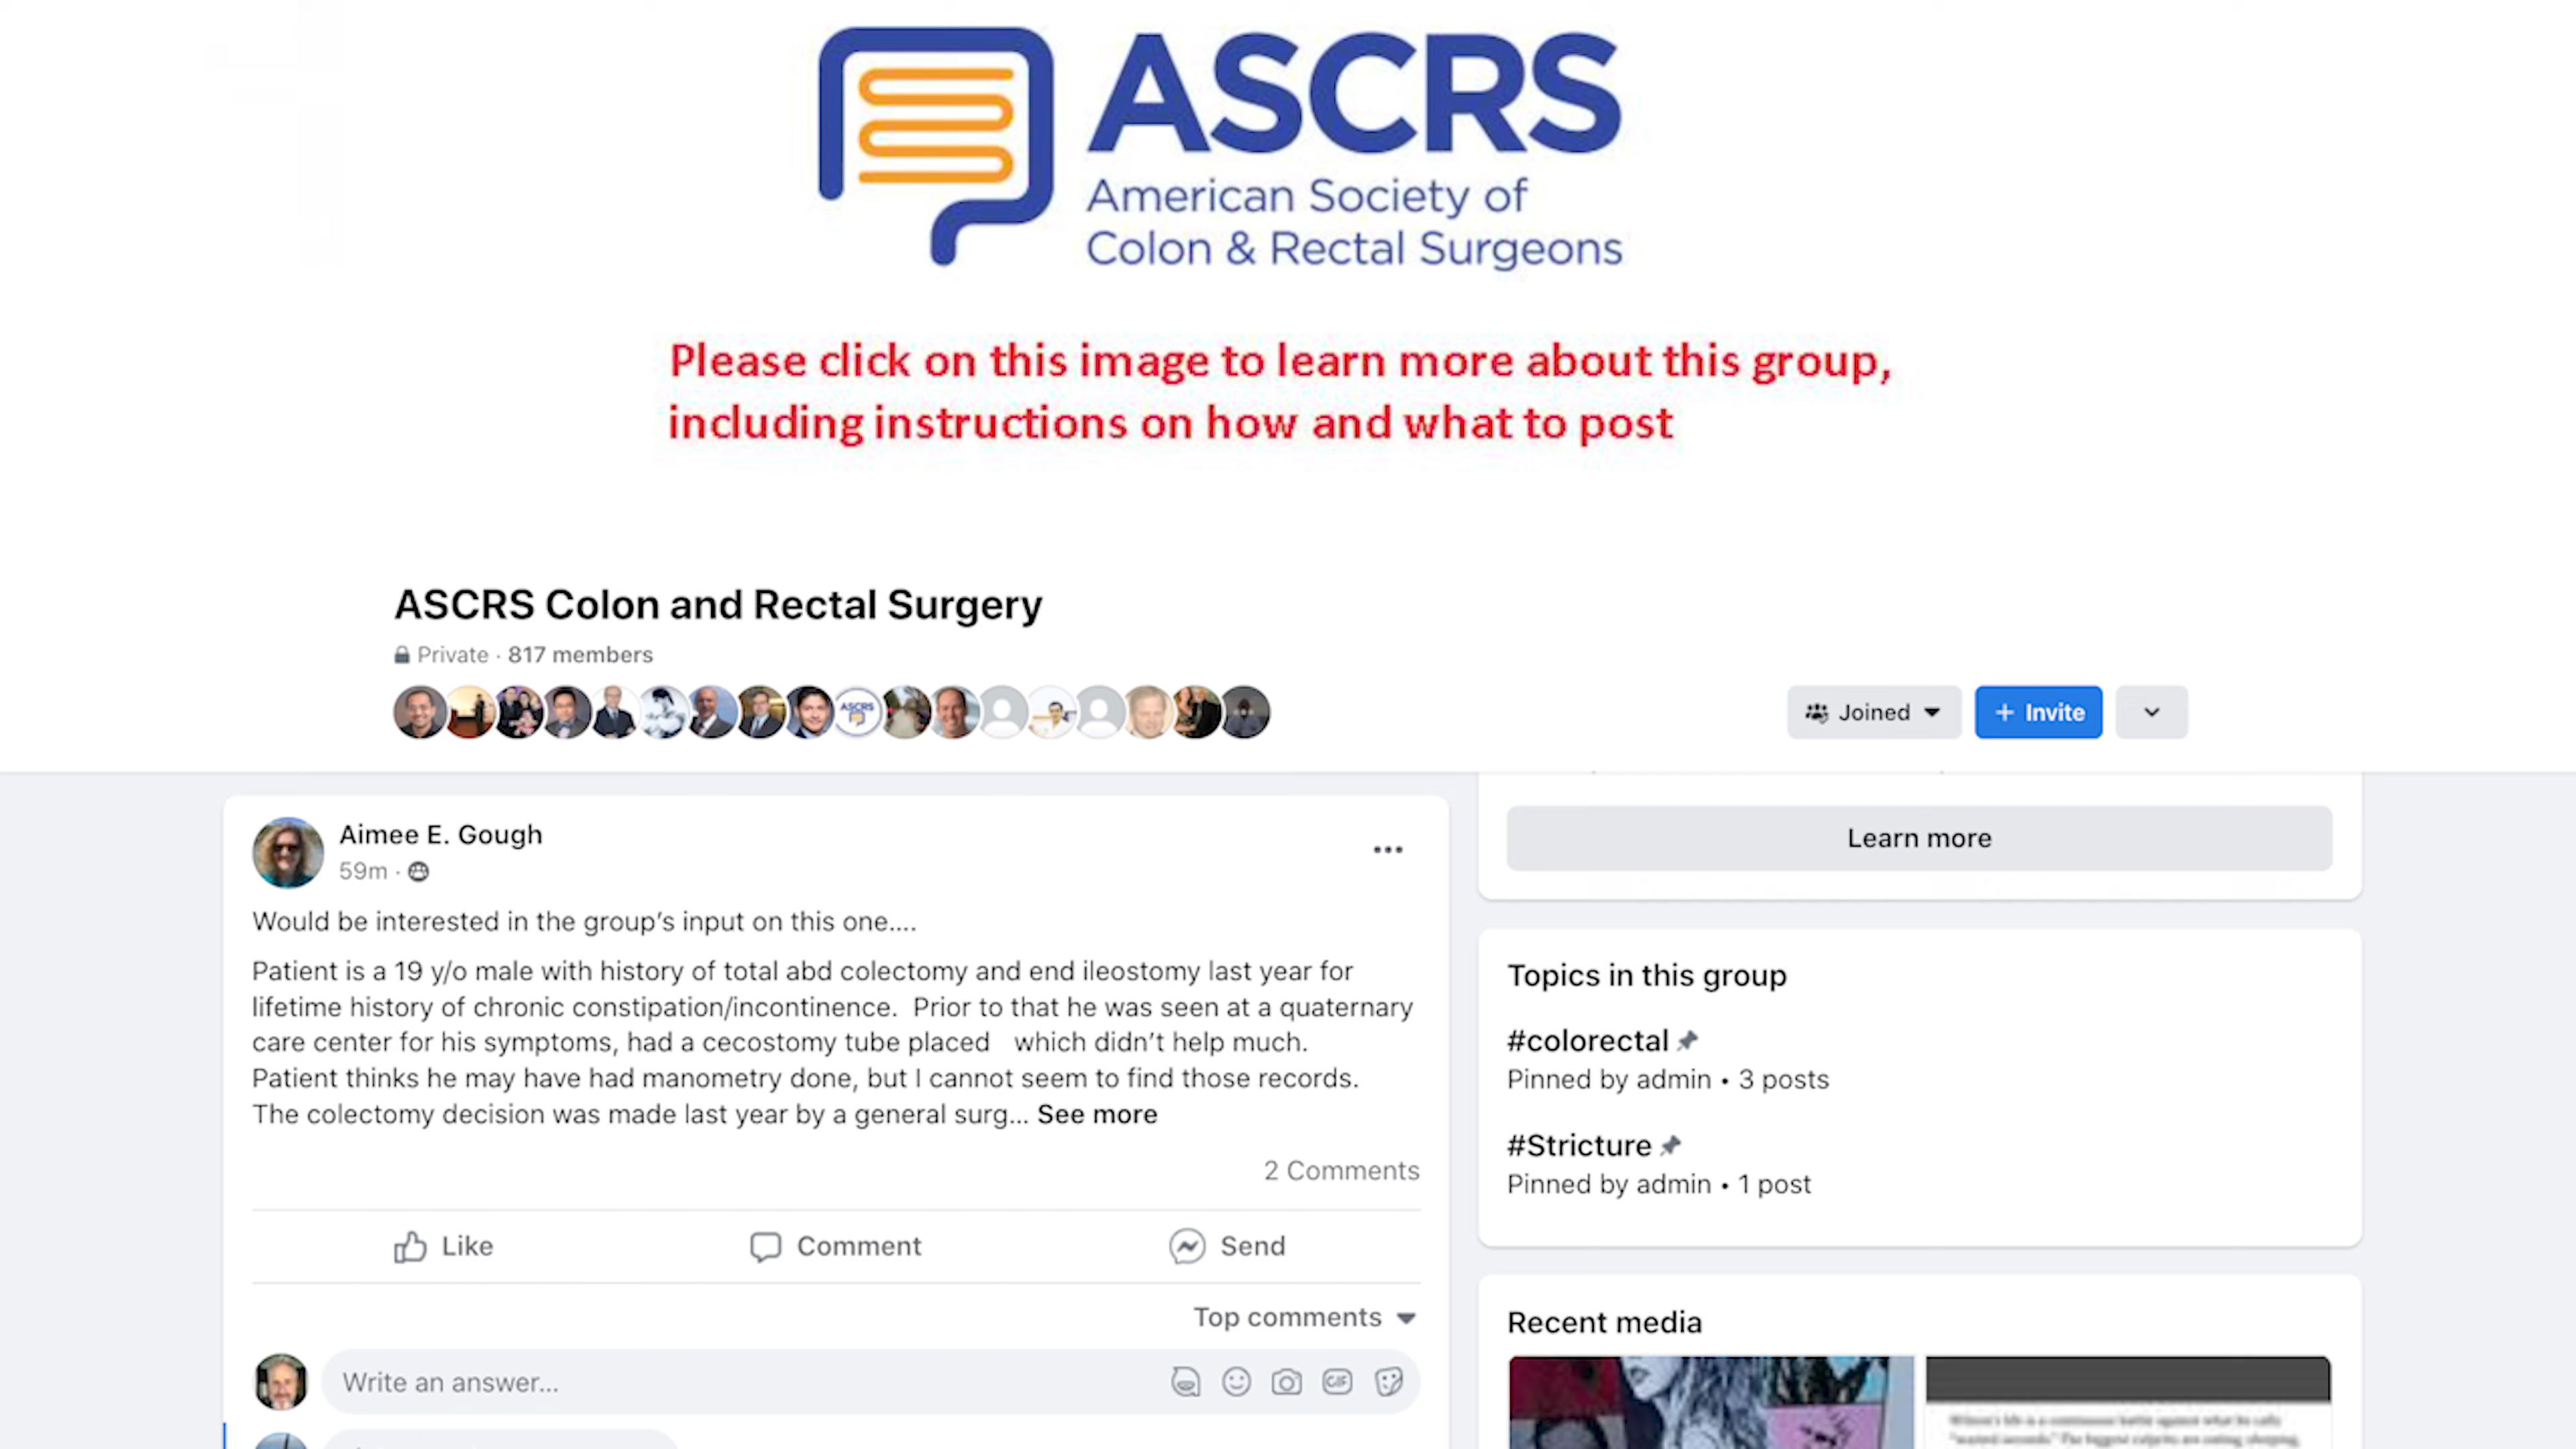 ASCRS
American Society of
Colon & Rectal Surgeons
Please click on this image to learn more about this group,
including instructions on how and what to post
ASCRS Colon and Rectal Surgery
Private · 817 members
ASCRS
Joined
+ Invite
Aimee E. Gough
59m ·
Would be interested in the group's input on this one....
Patient is a 19 y/o male with history of total abd colectomy and end ileostomy last year for
lifetime history of chronic constipation/incontinence.  Prior to that he was seen at a quaternary
care center for his symptoms, had a cecostomy tube placed   which didn't help much.
Patient thinks he may have had manometry done, but I cannot seem to find those records.
The colectomy decision was made last year by a general surg... See more
2 Comments
Like
Comment
Send
Top comments
Write an answer...
GIF
Learn more
Topics in this group
#colorectal
Pinned by admin • 3 posts
#Stricture
Pinned by admin • 1 post
Recent media